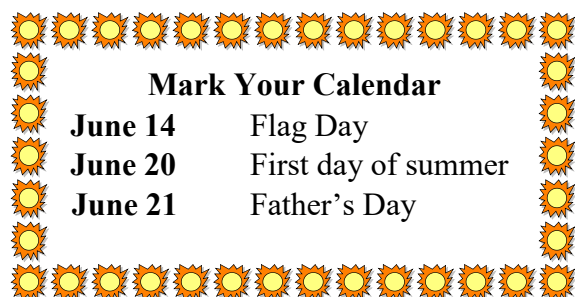 Mark Your Calendar
June 14 Flag Day
June 20 First day of summer
June 21 Father’s Day